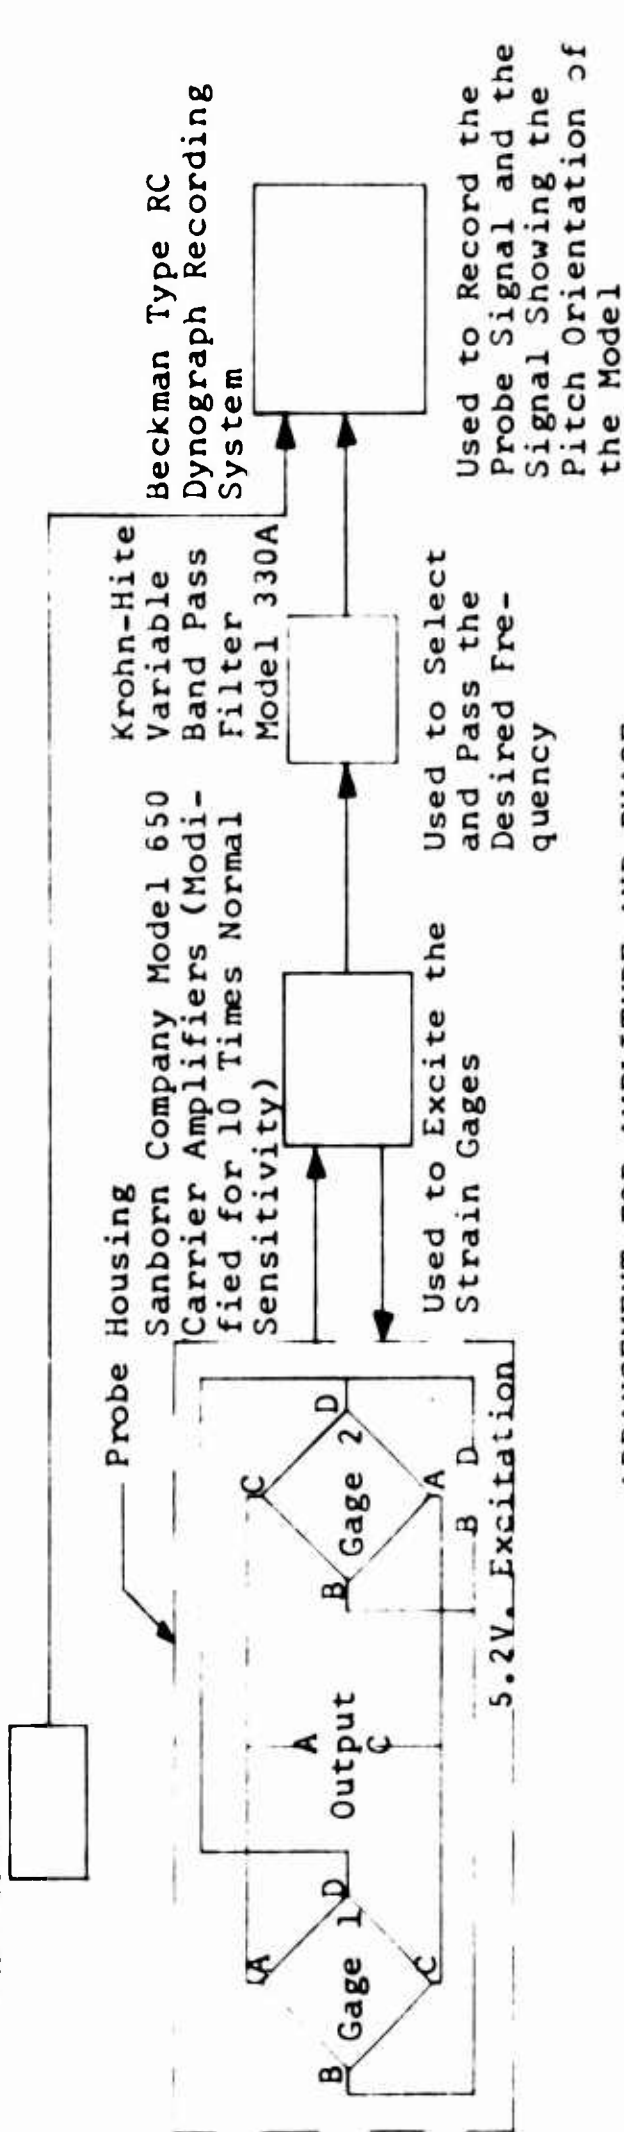 Beckman Type RC
Dynograph Recording
System
Krohn-Hite
Variable
Band Pass
Filter
Model 330A
Probe Housing
Sanborn Company Model 650
Carrier Amplifiers (Modi-
fied for 10 Times Normal
Sensitivity)
C
D
Gage 2
B
A
A
Output
C
A
D
Gage 1
B
C
B D
5.2V. Excitation
Used to Excite the
Strain Gages
Used to Select
and Pass the
Desired Fre-
quency
Used to Record the
Probe Signal and the
Signal Showing the
Pitch Orientation of
the Model